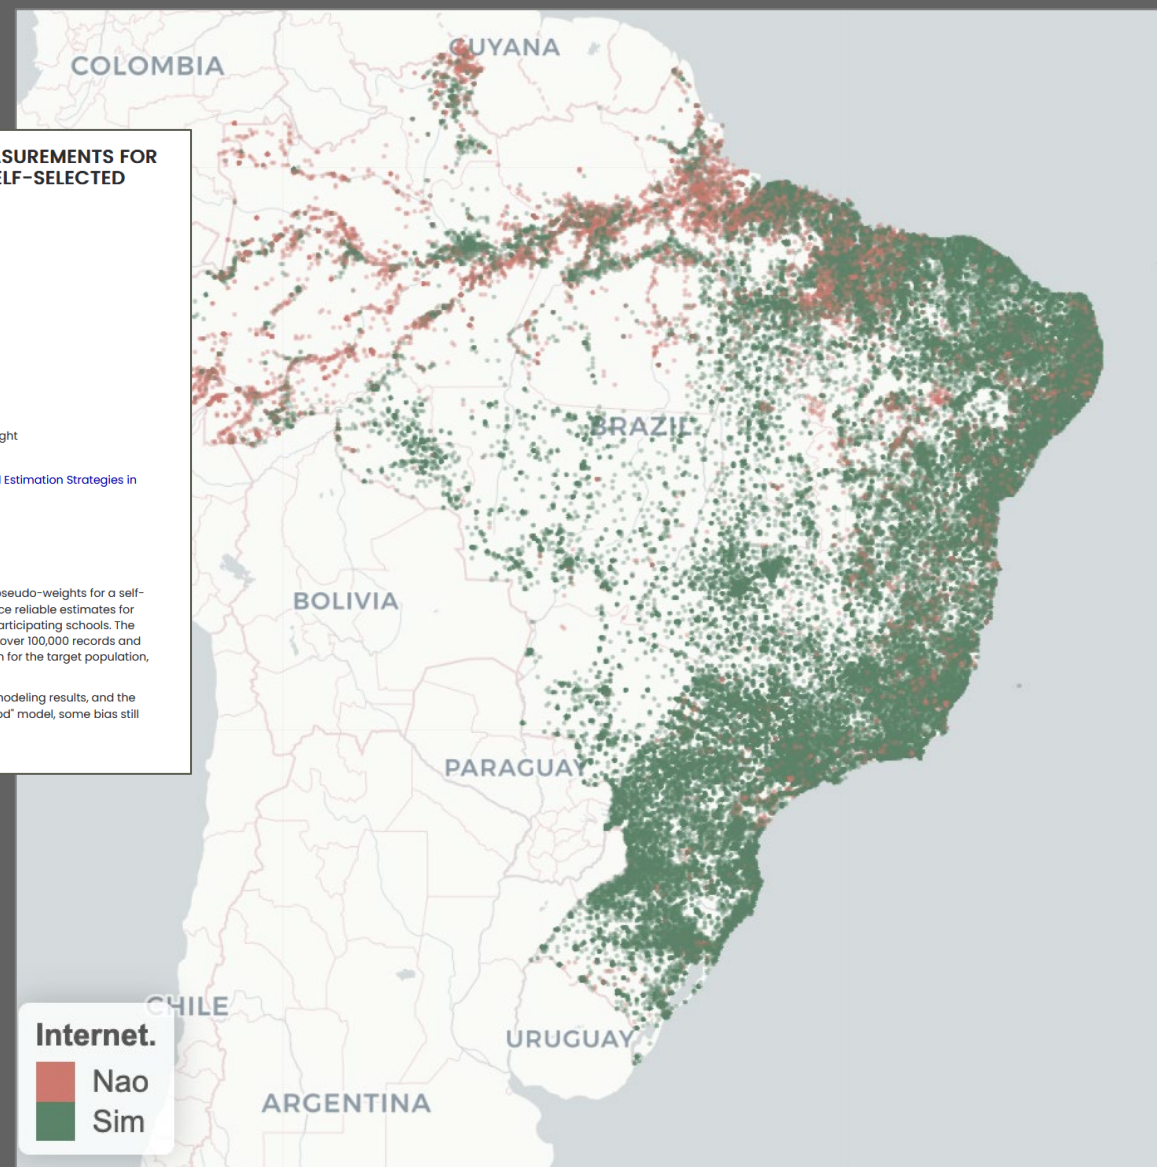 COLOMBIA
GUYANA
ASUREMENTS FOR
ELF-SELECTED
ght
BRAZIL
Estimation Strategies in
seudo-weights for a self-
ce reliable estimates for
articipating schools. The
over 100,000 records and
n for the target population,
nodeling results, and the
od" model, some bias still
BOLIVIA
PARAGUAY
CHILE
URUGUAY
ARGENTINA
Internet.
Nao
Sim